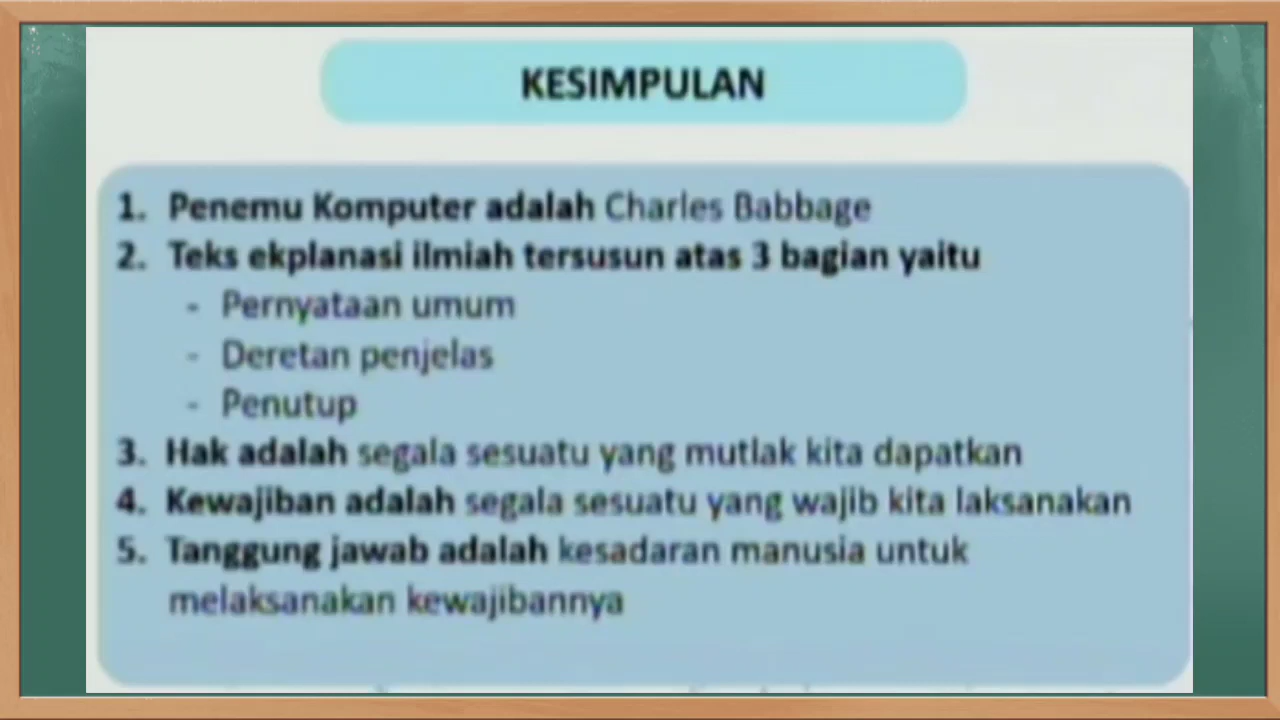 KESIMPULAN
1. Penemu Komputer adalah Charles Babbage
2. Teks ekplanasi ilmiah tersusun atas 3 bagian yaitu
- Pernyataan umum
- Deretan penjelas
- Penutup
3. Hak adalah segala sesuatu yang mutlak kita dapatkan
4. Kewajiban adalah segala sesuatu yang wajib kita laksanakan
5. Tanggung jawab adalah kesadaran manusia untuk
melaksanakan kewajibannya